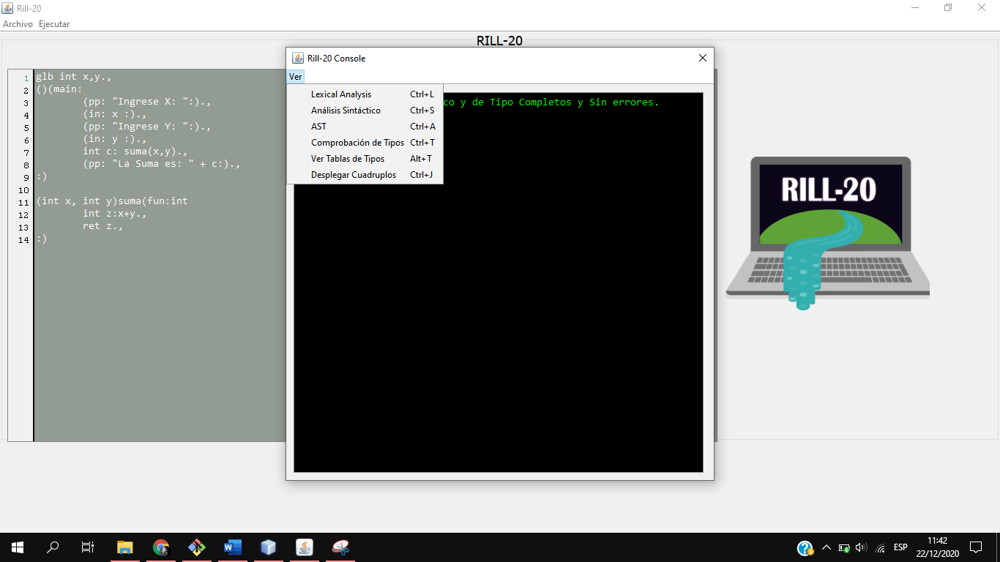 Rill-20
Archivo Ejecutar
RILL-20
Rill-20 Console
Ver
Lexical Analysis Ctrl+L
Análisis Sintáctico Ctrl+S
AST Ctrl+A
Comprobación de Tipos Ctrl+T
Ver Tablas de Tipos Alt+T
Desplegar Cuadruplos Ctrl+J
co y de Tipo Completos y Sin errores.
1 glb int x,y.,
2 ()(main:
3 (pp: "Ingrese X: ":).,
4 (in: x :).,
5 (pp: "Ingrese Y: ":).,
6 (in: y :).,
7 int c: suma(x,y).,
8 (pp: "La Suma es: " + c:).,
9 :)
10
11 (int x, int y)suma(fun:int
12 int z:x+y.,
13 ret z.,
14 :)
RILL-20
ESP
11:42
22/12/2020